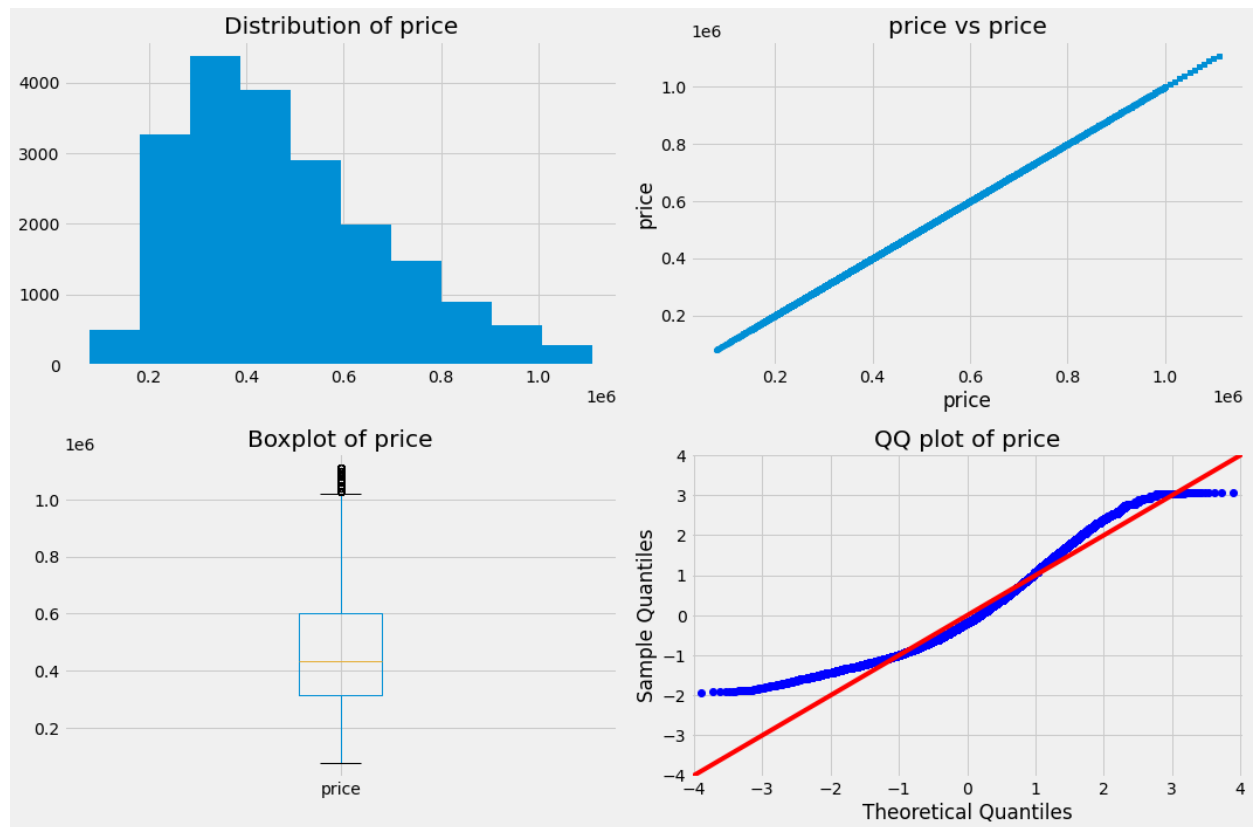 Distribution of price
4000
3000
2000
1000
0
0.2 0.4 0.6 0.8 1.0
1e6
price vs price
1e6
1.0
0.8
0.6
0.4
0.2
price
0.2 0.4 0.6 0.8 1.0
price 1e6
Boxplot of price
1e6
1.0
0.8
0.6
0.4
0.2
price
QQ plot of price
4
3
2
1
0
−1
−2
−3
−4
Sample Quantiles
−4 −3 −2 −1 0 1 2 3 4
Theoretical Quantiles